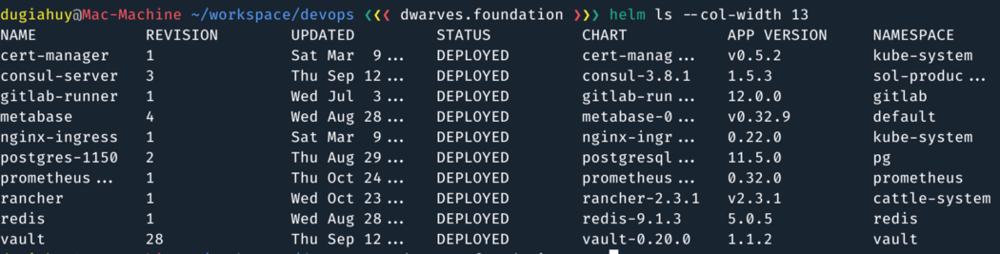 dugiahuy@Mac-Machine ~/workspace/devops ❮❮❮ dwarves.foundation ❯❯❯ helm ls --col-width 13
NAME REVISION UPDATED STATUS CHART APP VERSION NAMESPACE
cert-manager 1 Sat Mar 9... DEPLOYED cert-manag... v0.5.2 kube-system
consul-server 3 Thu Sep 12... DEPLOYED consul-3.8.1 1.5.3 sol-produc...
gitlab-runner 1 Wed Jul 3... DEPLOYED gitlab-run... 12.0.0 gitlab
metabase 4 Wed Aug 28... DEPLOYED metabase-0... v0.32.9 default
nginx-ingress 1 Sat Mar 9... DEPLOYED nginx-ingr... 0.22.0 kube-system
postgres-1150 2 Thu Aug 29... DEPLOYED postgresql... 11.5.0 pg
prometheus... 1 Thu Oct 24... DEPLOYED prometheus... 0.32.0 prometheus
rancher 1 Wed Oct 23... DEPLOYED rancher-2.3.1 v2.3.1 cattle-system
redis 1 Wed Aug 28... DEPLOYED redis-9.1.3 5.0.5 redis
vault 28 Thu Sep 12... DEPLOYED vault-0.20.0 1.1.2 vault